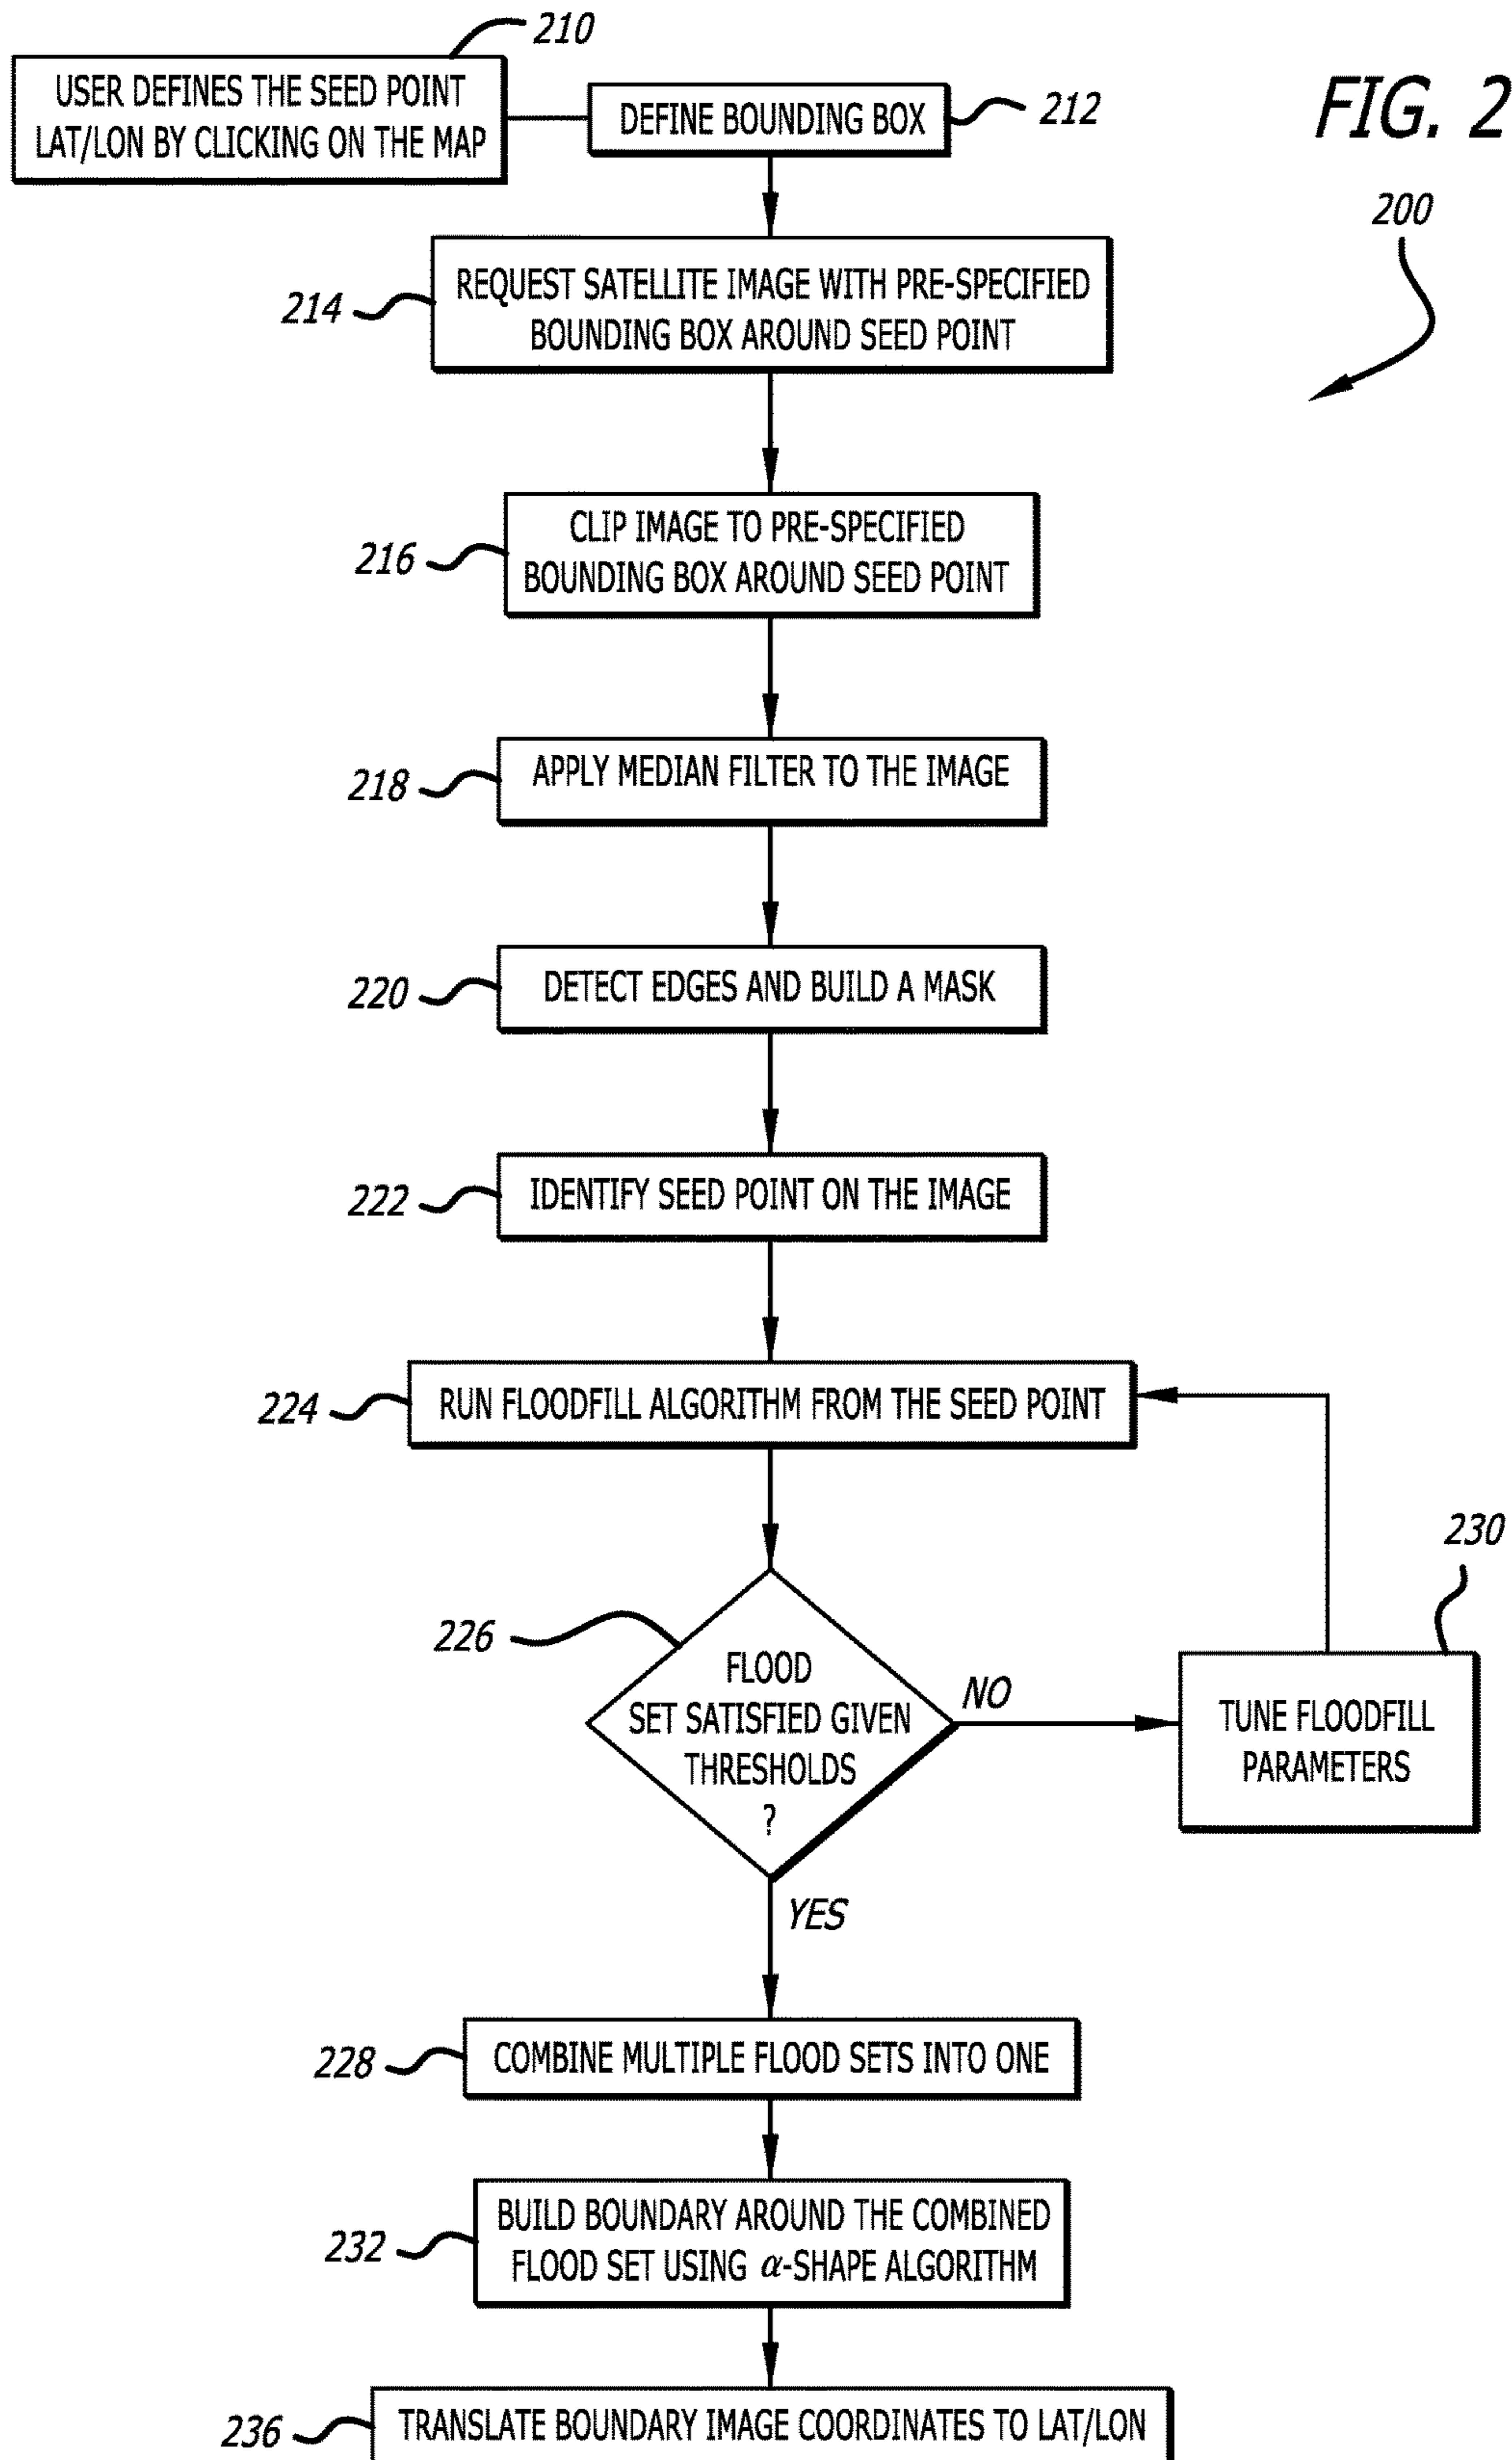 FIG. 2
200
210
USER DEFINES THE SEED POINT
LAT/LON BY CLICKING ON THE MAP
DEFINE BOUNDING BOX
212
214
REQUEST SATELLITE IMAGE WITH PRE-SPECIFIED
BOUNDING BOX AROUND SEED POINT
216
CLIP IMAGE TO PRE-SPECIFIED
BOUNDING BOX AROUND SEED POINT
218
APPLY MEDIAN FILTER TO THE IMAGE
220
DETECT EDGES AND BUILD A MASK
222
IDENTIFY SEED POINT ON THE IMAGE
224
RUN FLOODFILL ALGORITHM FROM THE SEED POINT
226
FLOOD
SET SATISFIED GIVEN
THRESHOLDS
?
NO
230
TUNE FLOODFILL
PARAMETERS
YES
228
COMBINE MULTIPLE FLOOD SETS INTO ONE
232
BUILD BOUNDARY AROUND THE COMBINED
FLOOD SET USING α-SHAPE ALGORITHM
236
TRANSLATE BOUNDARY IMAGE COORDINATES TO LAT/LON